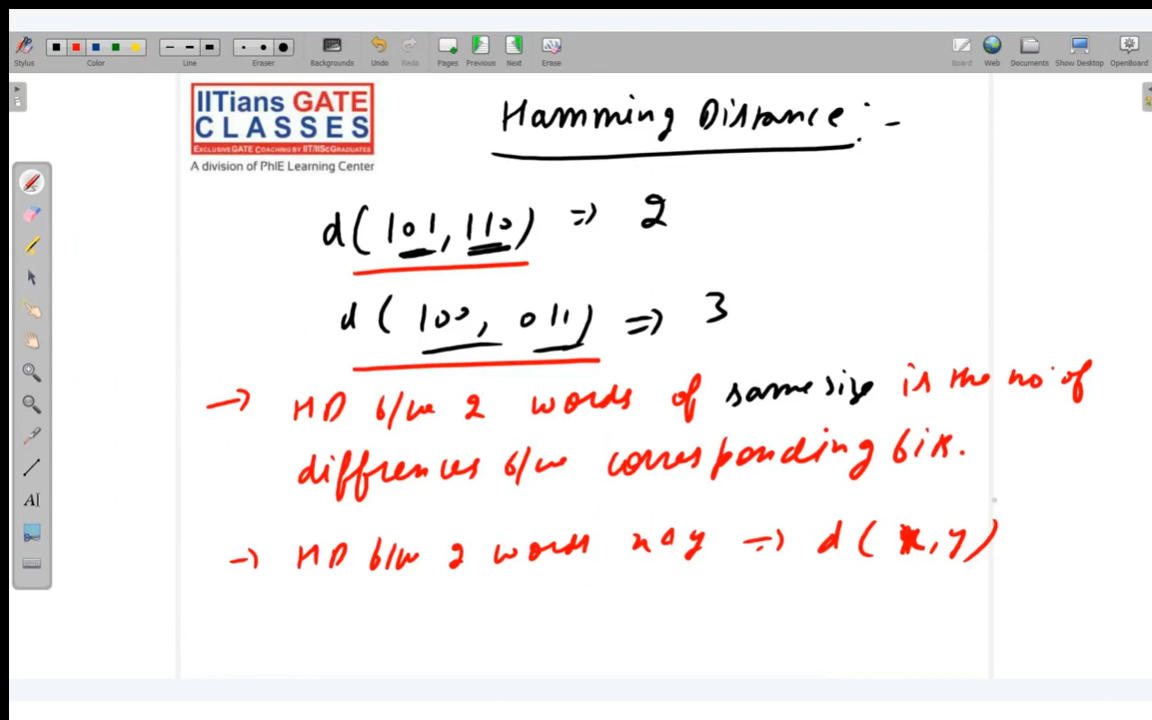 Stylus
Color
Line
Eraser
Backgrounds
Undo
Redo
Pages
Previous
Next
Erase
Board
Web
Documents
Show Desktop
OpenBoard
IITians GATE
CLASSES
EXCLUSIVE GATE COACHING BY IIT/IISc GRADUATES
A division of PhIE Learning Center
Hamming Distance :-
d(101, 110) => 2
d ( 100, 011) => 3
→ HD b/w 2 words of same size is the no. of
diffrences b/w corresponding bits.
→ HD b/w 2 words x & y => d ( x, y)
AI